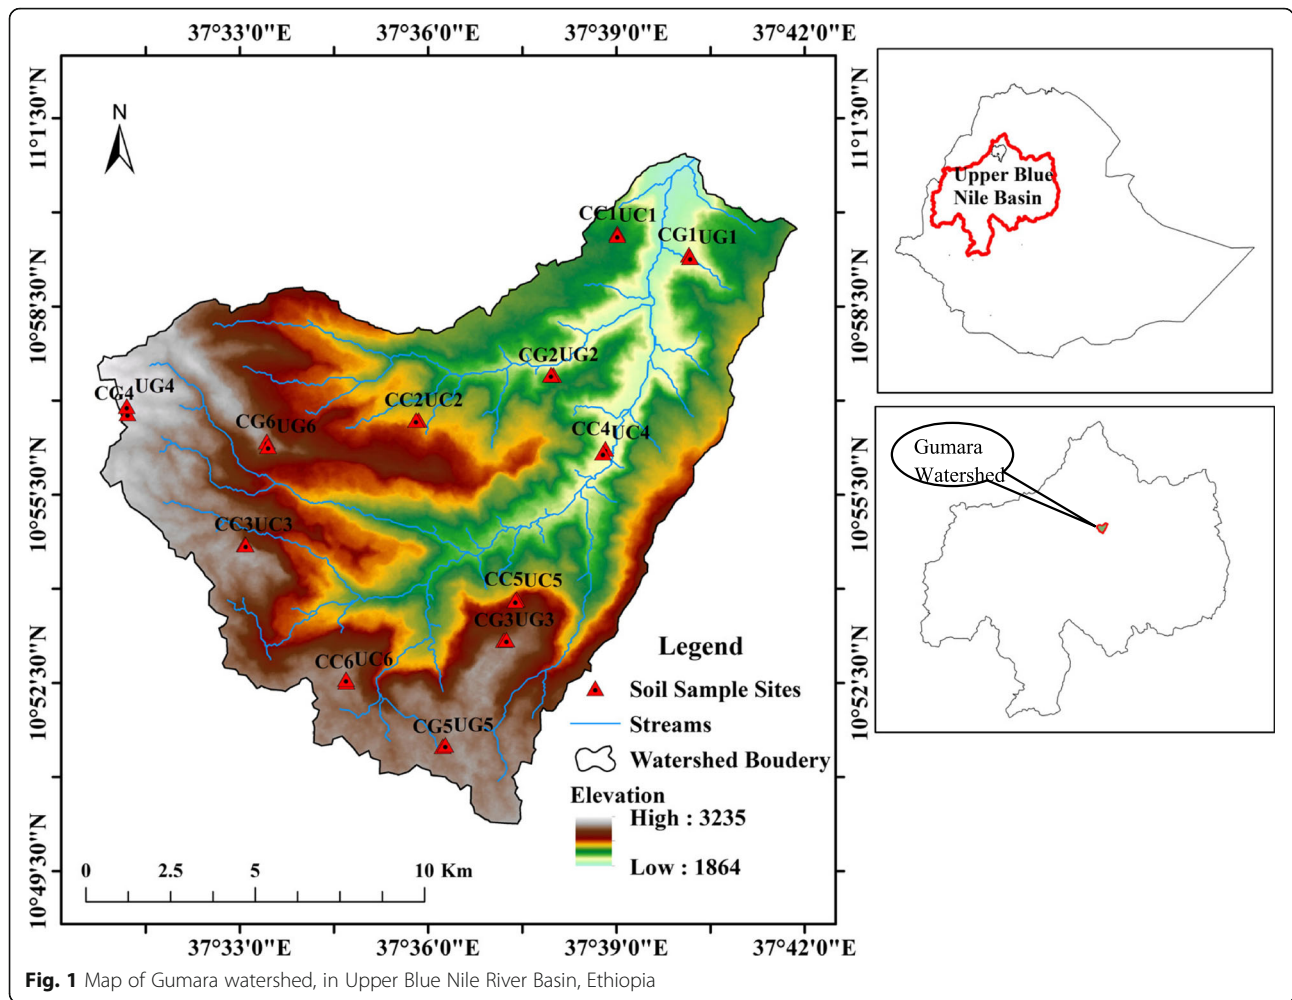 37°33'0"E 37°36'0"E 37°39'0"E 37°42'0"E
11°1'30"N
10°58'30"N
10°55'30"N
10°52'30"N
10°49'30"N
N
CC1UC1
CG1UG1
CG2UG2
CG4UG4
CC2UC2
CG6UG6
CC4UC4
CC3UC3
CC5UC5
CG3UG3
CC6UC6
CG5UG5
Legend
Soil Sample Sites
Streams
Watershed Boudery
Elevation
High : 3235
Low : 1864
0 2.5 5 10 Km
37°33'0"E 37°36'0"E 37°39'0"E 37°42'0"E
11°1'30"N
10°58'30"N
10°55'30"N
10°52'30"N
10°49'30"N
Upper Blue
Nile Basin
Gumara
Watershed
Fig. 1 Map of Gumara watershed, in Upper Blue Nile River Basin, Ethiopia